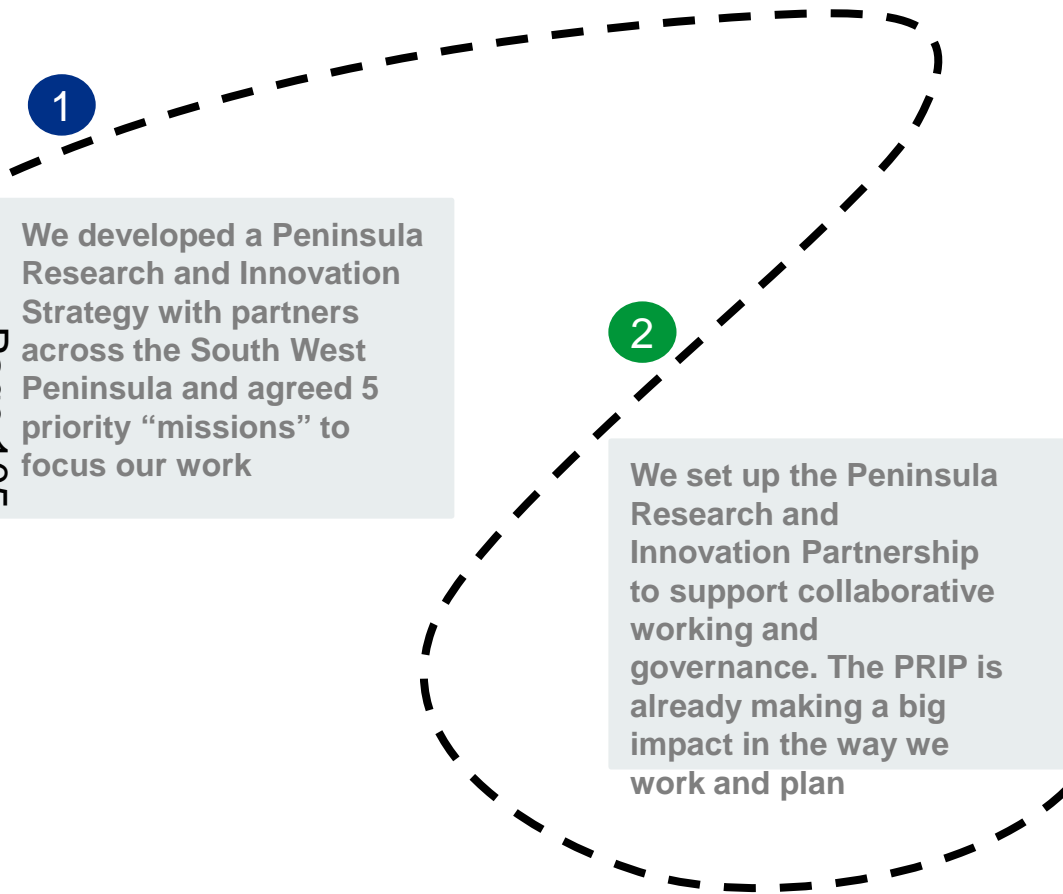 1
We developed a Peninsula
Research and Innovation
Strategy with partners
across the South West
Peninsula and agreed 5
priority “missions” to
focus our work
2
We set up the Peninsula
Research and
Innovation Partnership
to support collaborative
working and
governance. The PRIP is
already making a big
impact in the way we
work and plan